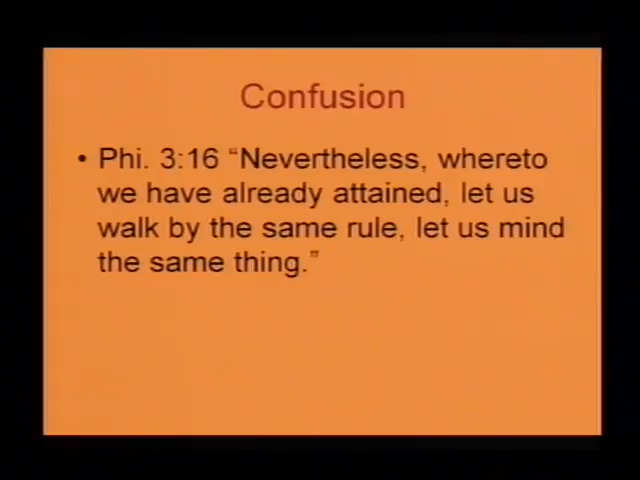 Confusion
• Phi. 3:16 “Nevertheless, whereto
we have already attained, let us
walk by the same rule, let us mind
the same thing.”